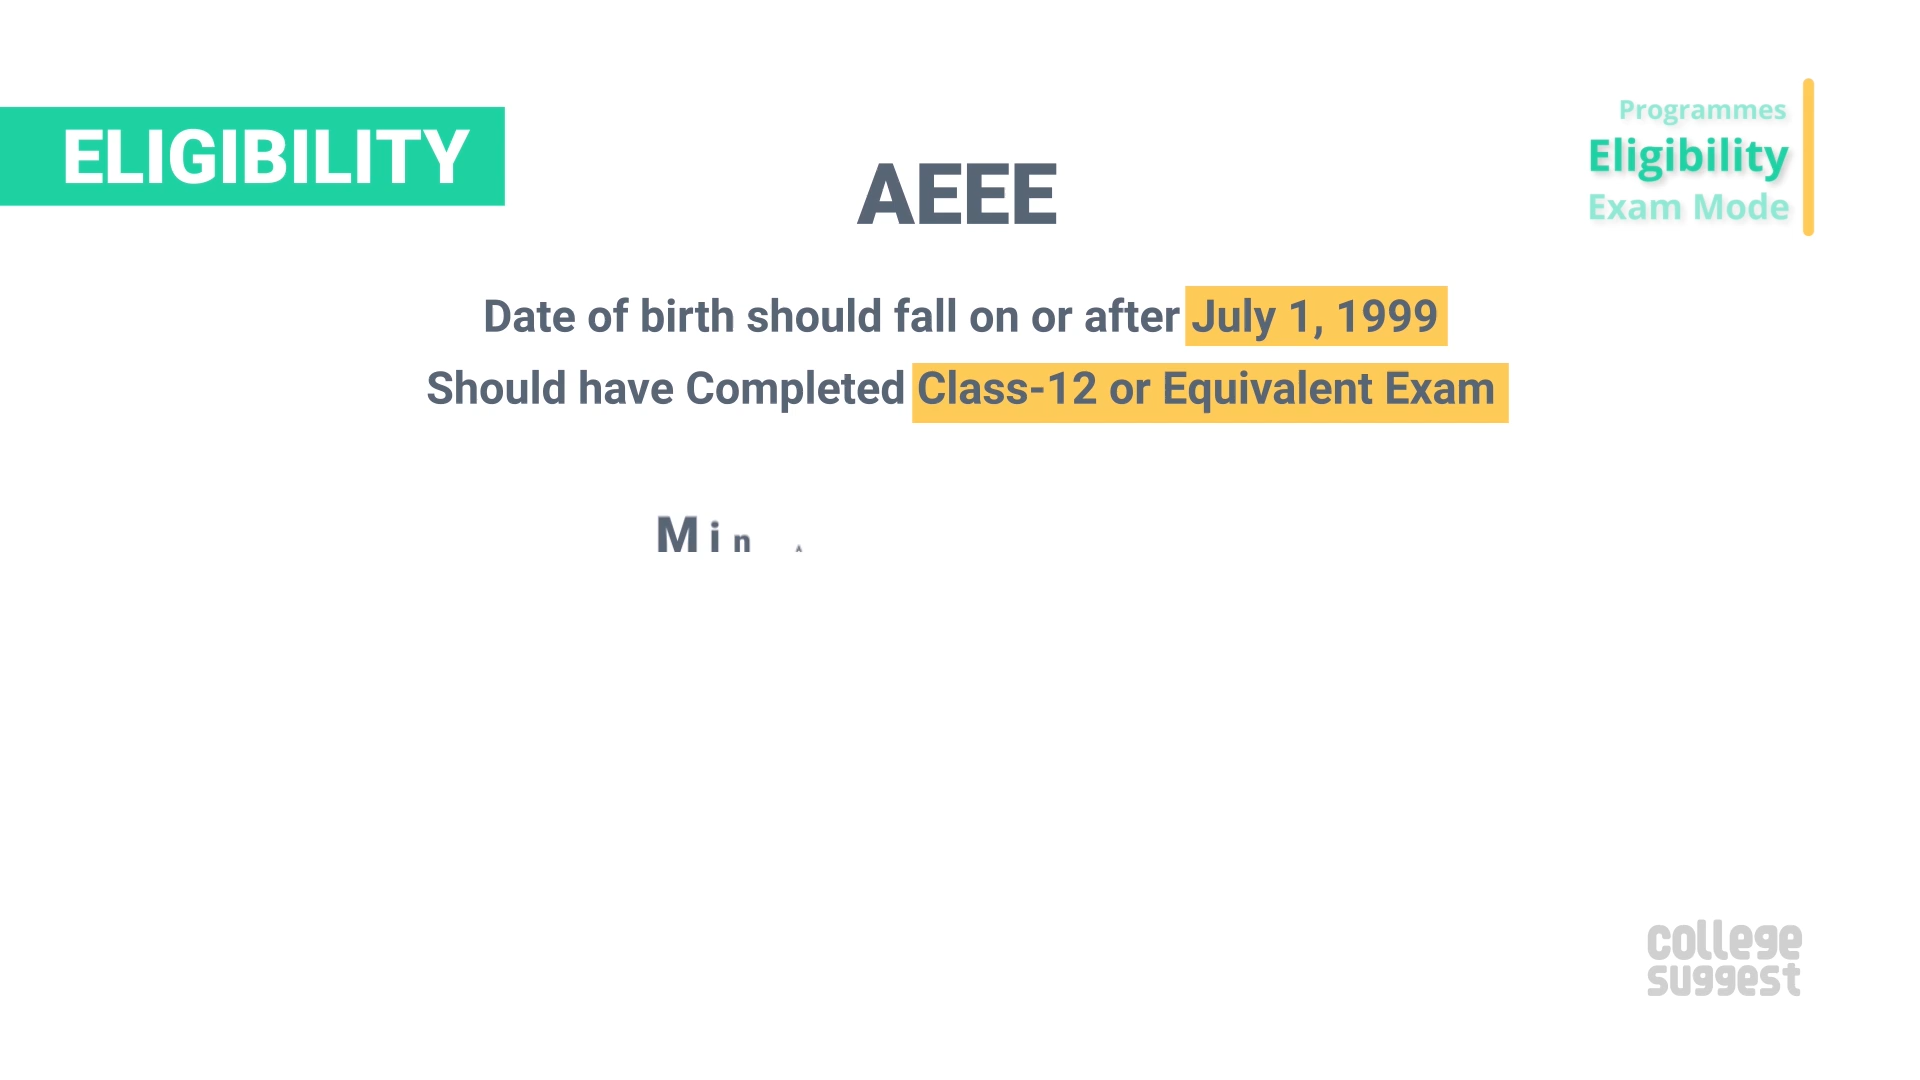 ELIGIBILITY
AEEE
Programmes
Eligibility
Exam Mode
Date of birth should fall on or after July 1, 1999
Should have Completed Class-12 or Equivalent Exam
Min
college
suggest